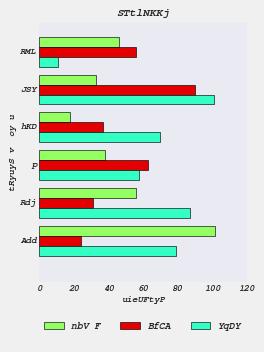 STtlNKKj
RML
JSY
hKD
P
Rdj
Add
tRyuyS v  oy u
0 20 40 60 80 100 120
uieUFtyP
nbV F BfCA YqDY